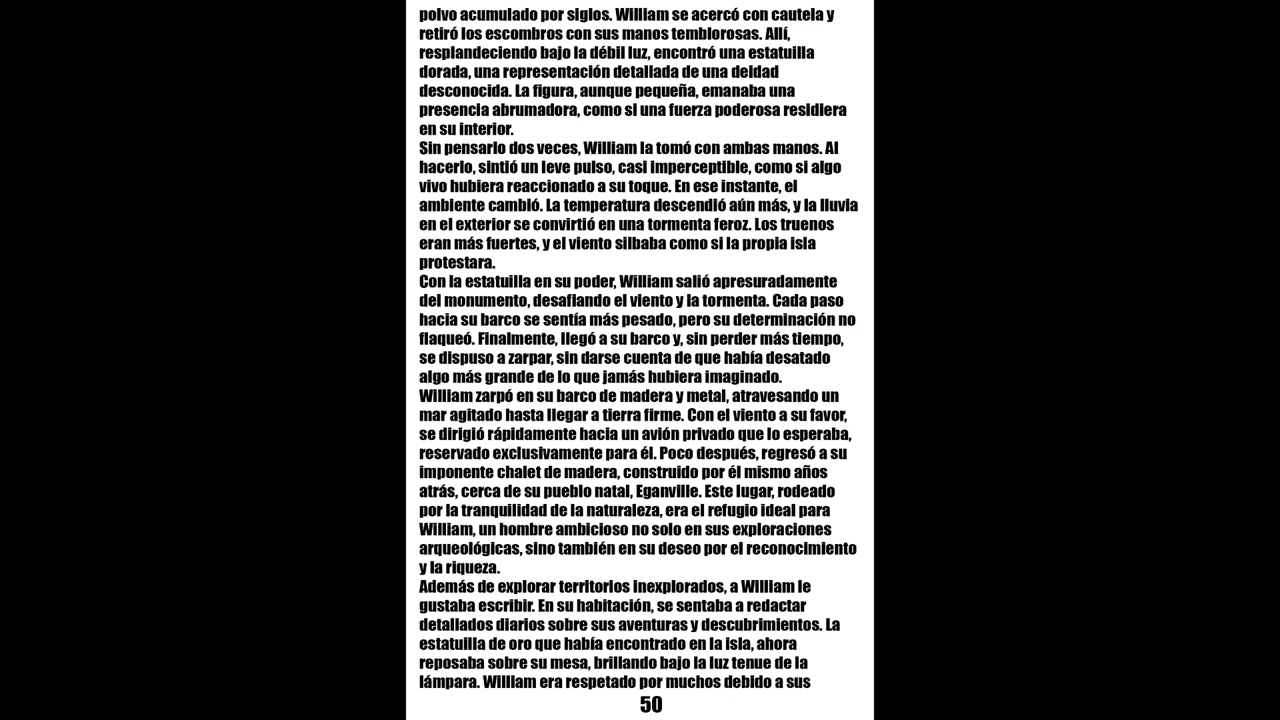 polvo acumulado por siglos. William se acercó con cautela y
retiró los escombros con sus manos temblorosas. Allí,
resplandeciendo bajo la débil luz, encontró una estatuilla
dorada, una representación detallada de una deidad
desconocida. La figura, aunque pequeña, emanaba una
presencia abrumadora, como si una fuerza poderosa residiera
en su interior.
Sin pensarlo dos veces, William la tomó con ambas manos. Al
hacerlo, sintió un leve pulso, casi imperceptible, como si algo
vivo hubiera reaccionado a su toque. En ese instante, el
ambiente cambió. La temperatura descendió aún más, y la lluvia
en el exterior se convirtió en una tormenta feroz. Los truenos
eran más fuertes, y el viento silbaba como si la propia isla
protestara.
Con la estatuilla en su poder, William salió apresuradamente
del monumento, desafiando el viento y la tormenta. Cada paso
hacia su barco se sentía más pesado, pero su determinación no
flaqueó. Finalmente, llegó a su barco y, sin perder más tiempo,
se dispuso a zarpar, sin darse cuenta de que había desatado
algo más grande de lo que jamás hubiera imaginado.
William zarpó en su barco de madera y metal, atravesando un
mar agitado hasta llegar a tierra firme. Con el viento a su favor,
se dirigió rápidamente hacia un avión privado que lo esperaba,
reservado exclusivamente para él. Poco después, regresó a su
imponente chalet de madera, construido por él mismo años
atrás, cerca de su pueblo natal, Eganville. Este lugar, rodeado
por la tranquilidad de la naturaleza, era el refugio ideal para
William, un hombre ambicioso no solo en sus exploraciones
arqueológicas, sino también en su deseo por el reconocimiento
y la riqueza.
Además de explorar territorios inexplorados, a William le
gustaba escribir. En su habitación, se sentaba a redactar
detallados diarios sobre sus aventuras y descubrimientos. La
estatuilla de oro que había encontrado en la isla, ahora
reposaba sobre su mesa, brillando bajo la luz tenue de la
lámpara. William era respetado por muchos debido a sus
50